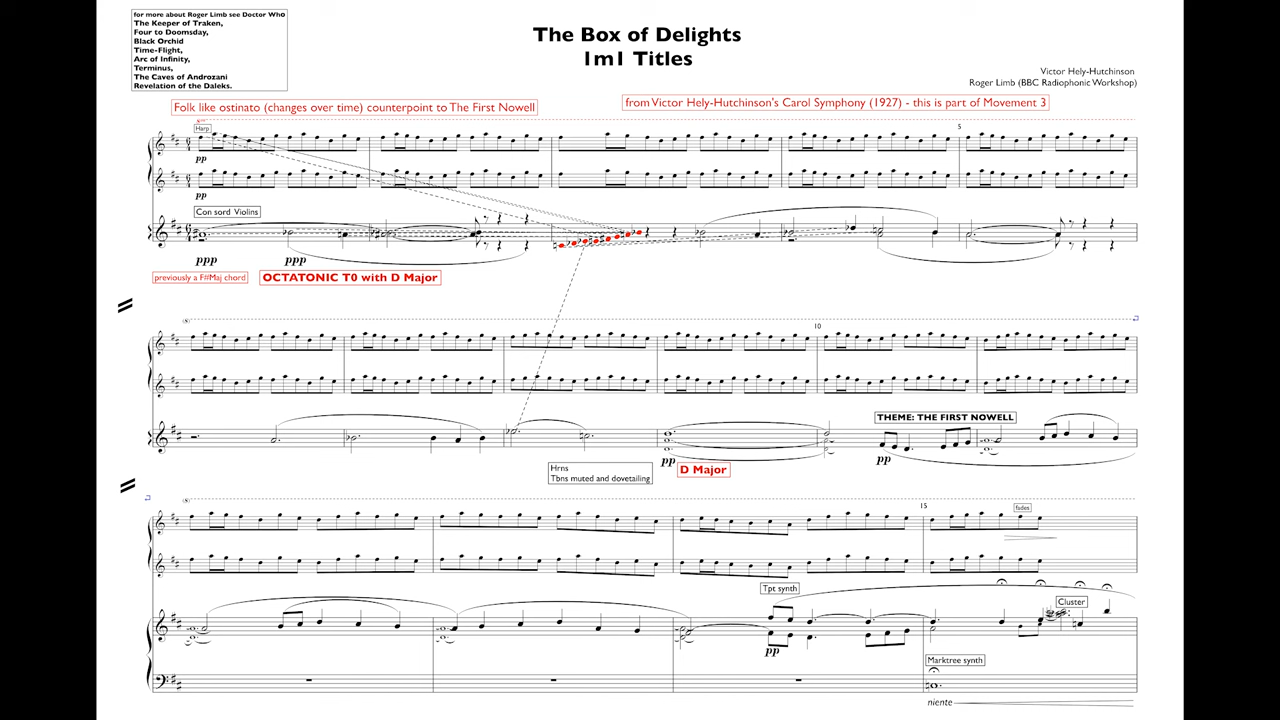 for more about Roger Limb see Doctor Who
The Keeper of Traken,
Four to Doomsday,
Black Orchid
Time-Flight,
Arc of Infinity,
Terminus,
The Caves of Androzani
Revelation of the Daleks.
The Box of Delights
1m1 Titles
Victor Hely-Hutchinson
Roger Limb (BBC Radiophonic Workshop)
Folk like ostinato (changes over time) counterpoint to The First Nowell
from Victor Hely-Hutchinson's Carol Symphony (1927) - this is part of Movement 3
Harp
5
pp
pp
Con sord Violins
ppp
ppp
previously a F#Maj chord
OCTATONIC T0 with D Major
10
THEME: THE FIRST NOWELL
pp
pp
Hrns
Tbns muted and dovetailing
D Major
15
fades
Tpt synth
Cluster
pp
Marktree synth
niente